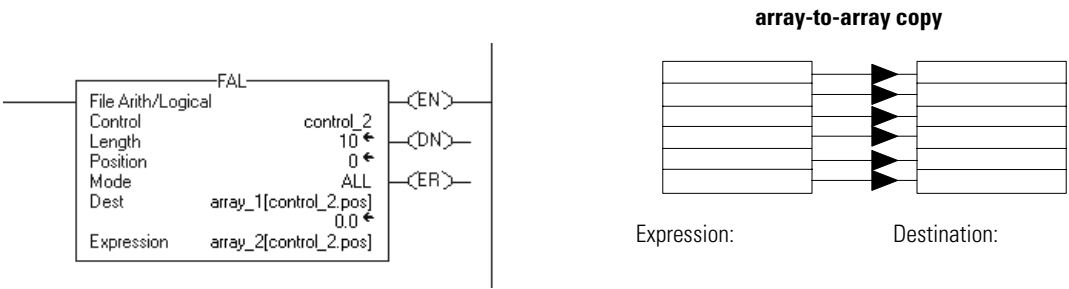 array-to-array copy
FAL
File Arith/Logical
Control control_2
Length 10
Position 0
Mode ALL
Dest array_1[control_2.pos]
0.0
Expression array_2[control_2.pos]
EN
DN
ER
Expression: Destination: